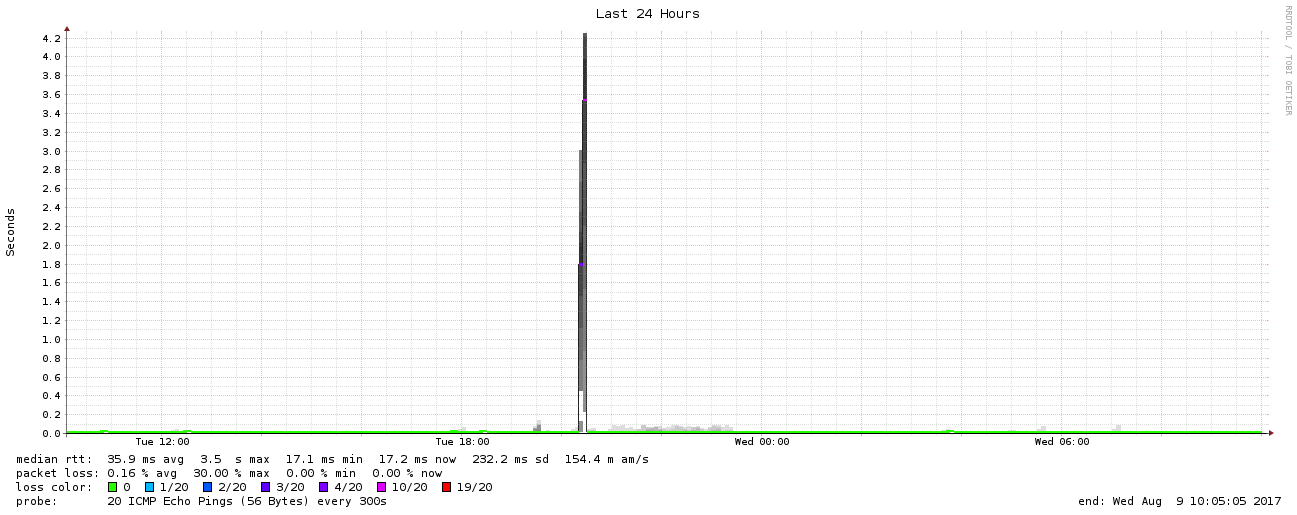 Last 24 Hours
RRDTOOL / TOBI OETIKER
Seconds
4.2
4.0
3.8
3.6
3.4
3.2
3.0
2.8
2.6
2.4
2.2
2.0
1.8
1.6
1.4
1.2
1.0
0.8
0.6
0.4
0.2
0.0
Tue 12:00 Tue 18:00 Wed 00:00 Wed 06:00
median rtt: 35.9 ms avg 3.5 s max 17.1 ms min 17.2 ms now 232.2 ms sd 154.4 m am/s
packet loss: 0.16 % avg 30.00 % max 0.00 % min 0.00 % now
loss color: 0 1/20 2/20 3/20 4/20 10/20 19/20
probe: 20 ICMP Echo Pings (56 Bytes) every 300s end: Wed Aug 9 10:05:05 2017